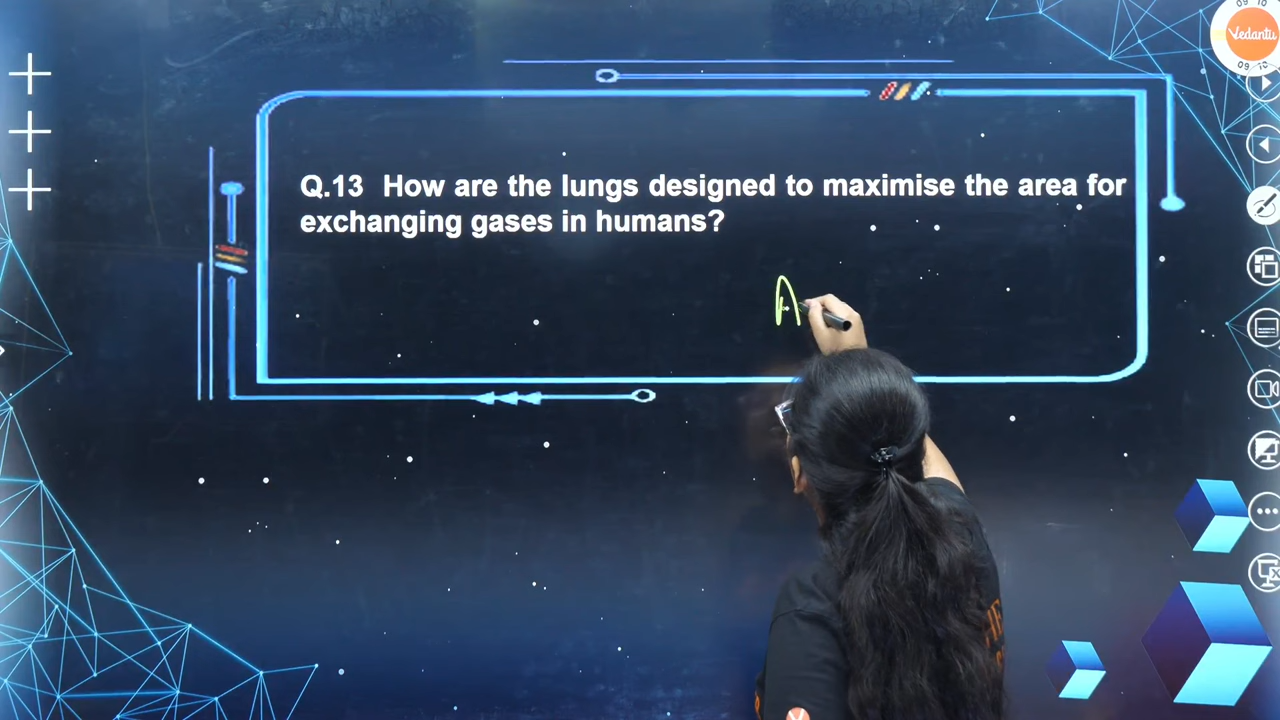 Vedantu
Q.13 How are the lungs designed to maximise the area for
exchanging gases in humans?
A